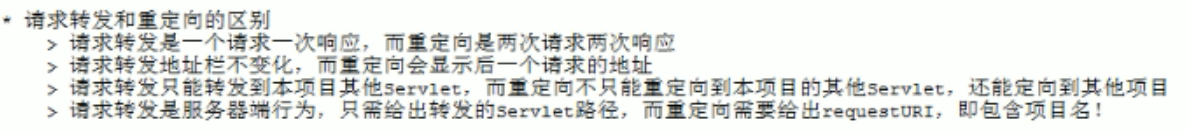 * 请求转发和重定向的区别
> 请求转发是一个请求一次响应，而重定向是两次请求两次响应
> 请求转发地址栏不变化，而重定向会显示后一个请求的地址
> 请求转发只能转发到本项目其他Servlet，而重定向不只能重定向到本项目的其他Servlet，还能定向到其他项目
> 请求转发是服务器端行为，只需给出转发的Servlet路径，而重定向需要给出requestURI，即包含项目名！